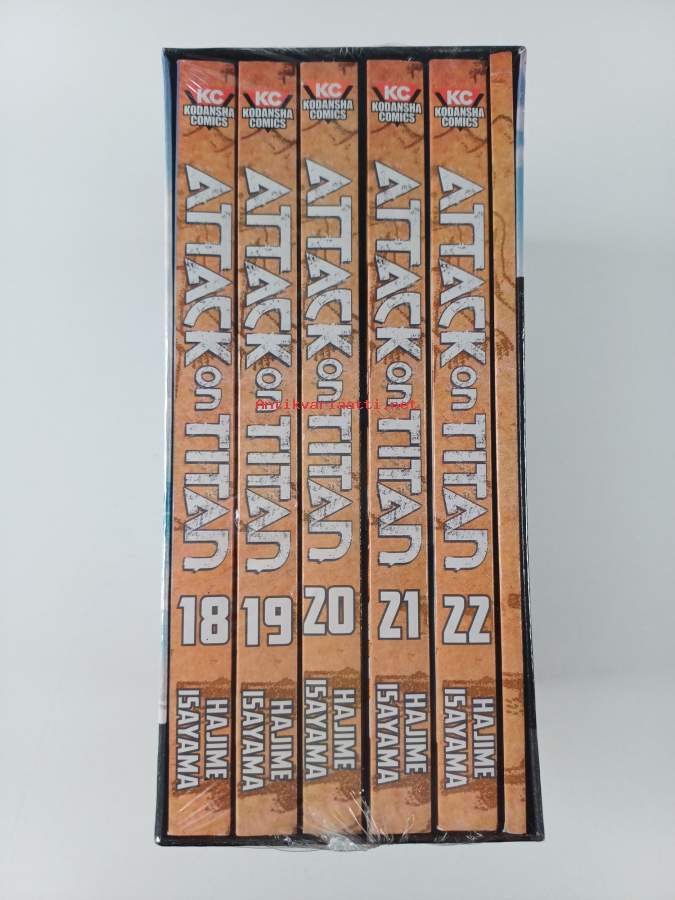 KC
KODANSHA
COMICS
ATTACK on TITAN
18
HAJIME
ISAYAMA
KC
KODANSHA
COMICS
ATTACK on TITAN
19
HAJIME
ISAYAMA
KC
KODANSHA
COMICS
ATTACK on TITAN
20
HAJIME
ISAYAMA
KC
KODANSHA
COMICS
ATTACK on TITAN
21
HAJIME
ISAYAMA
KC
KODANSHA
COMICS
ATTACK on TITAN
22
HAJIME
ISAYAMA
Antikvariaatti.net